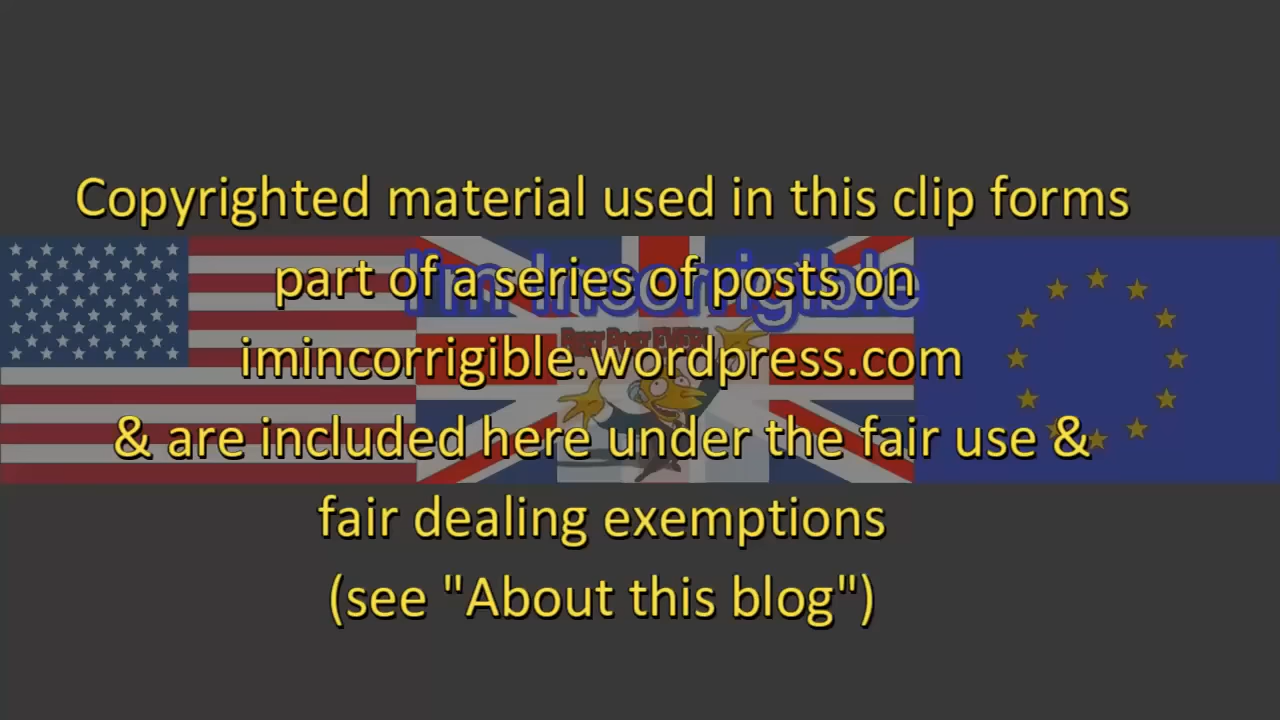 Copyrighted material used in this clip forms
part of a series of posts on
I'm Incorrigible
imincorrigible.wordpress.com
& are included here under the fair use &
fair dealing exemptions
(see "About this blog")